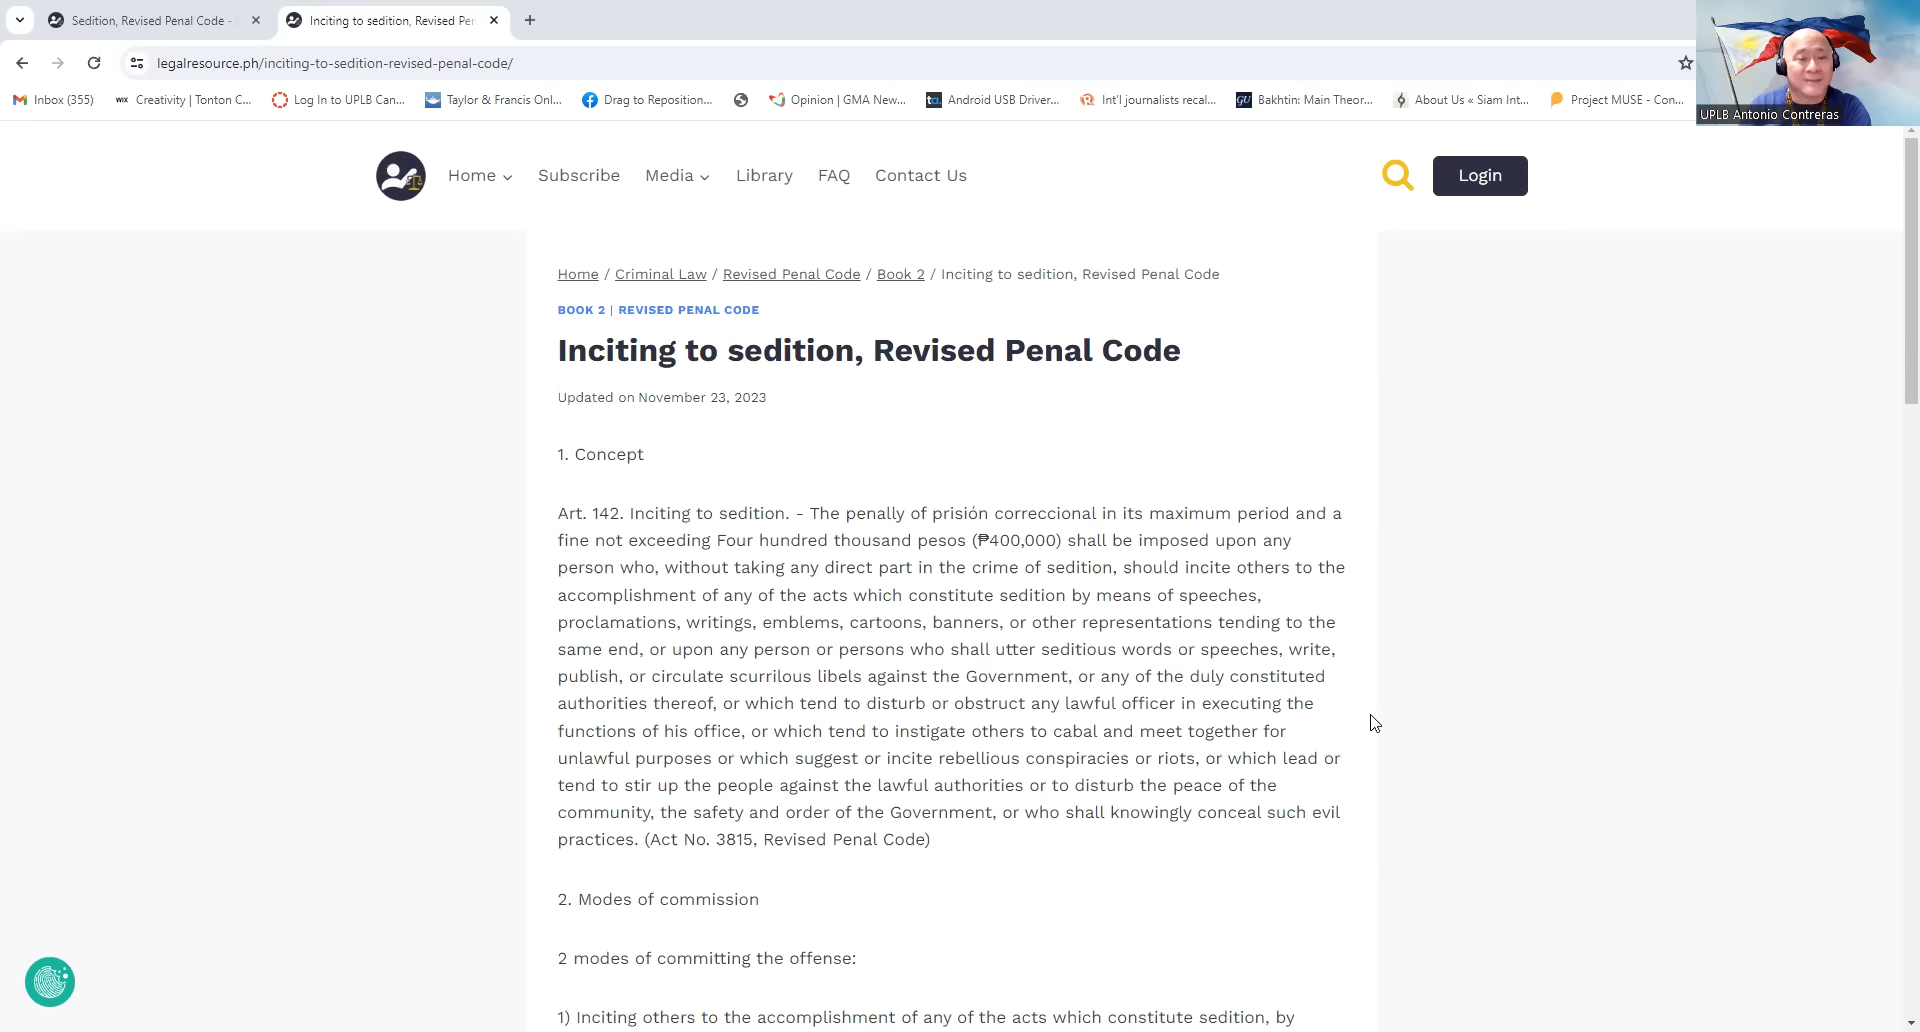 Sedition, Revised Penal Code -
Inciting to sedition, Revised Pen
legalresource.ph/inciting-to-sedition-revised-penal-code/
Inbox (355)
WIX Creativity | Tonton C...
Log In to UPLB Can...
Taylor & Francis Onl...
Drag to Reposition...
Opinion | GMA New...
ta. Android USB Driver...
Int'l journalists recal...
GU Bakhtin: Main Theor...
About Us « Siam Int...
Project MUSE - Con...
UPLB Antonio Contreras
Home
Subscribe
Media
Library
FAQ
Contact Us
Login
Home / Criminal Law / Revised Penal Code / Book 2 / Inciting to sedition, Revised Penal Code
BOOK 2 | REVISED PENAL CODE
Inciting to sedition, Revised Penal Code
Updated on November 23, 2023
1. Concept
Art. 142. Inciting to sedition. - The penally of prisión correccional in its maximum period and a
fine not exceeding Four hundred thousand pesos (₱400,000) shall be imposed upon any
person who, without taking any direct part in the crime of sedition, should incite others to the
accomplishment of any of the acts which constitute sedition by means of speeches,
proclamations, writings, emblems, cartoons, banners, or other representations tending to the
same end, or upon any person or persons who shall utter seditious words or speeches, write,
publish, or circulate scurrilous libels against the Government, or any of the duly constituted
authorities thereof, or which tend to disturb or obstruct any lawful officer in executing the
functions of his office, or which tend to instigate others to cabal and meet together for
unlawful purposes or which suggest or incite rebellious conspiracies or riots, or which lead or
tend to stir up the people against the lawful authorities or to disturb the peace of the
community, the safety and order of the Government, or who shall knowingly conceal such evil
practices. (Act No. 3815, Revised Penal Code)
2. Modes of commission
2 modes of committing the offense:
1) Inciting others to the accomplishment of any of the acts which constitute sedition, by